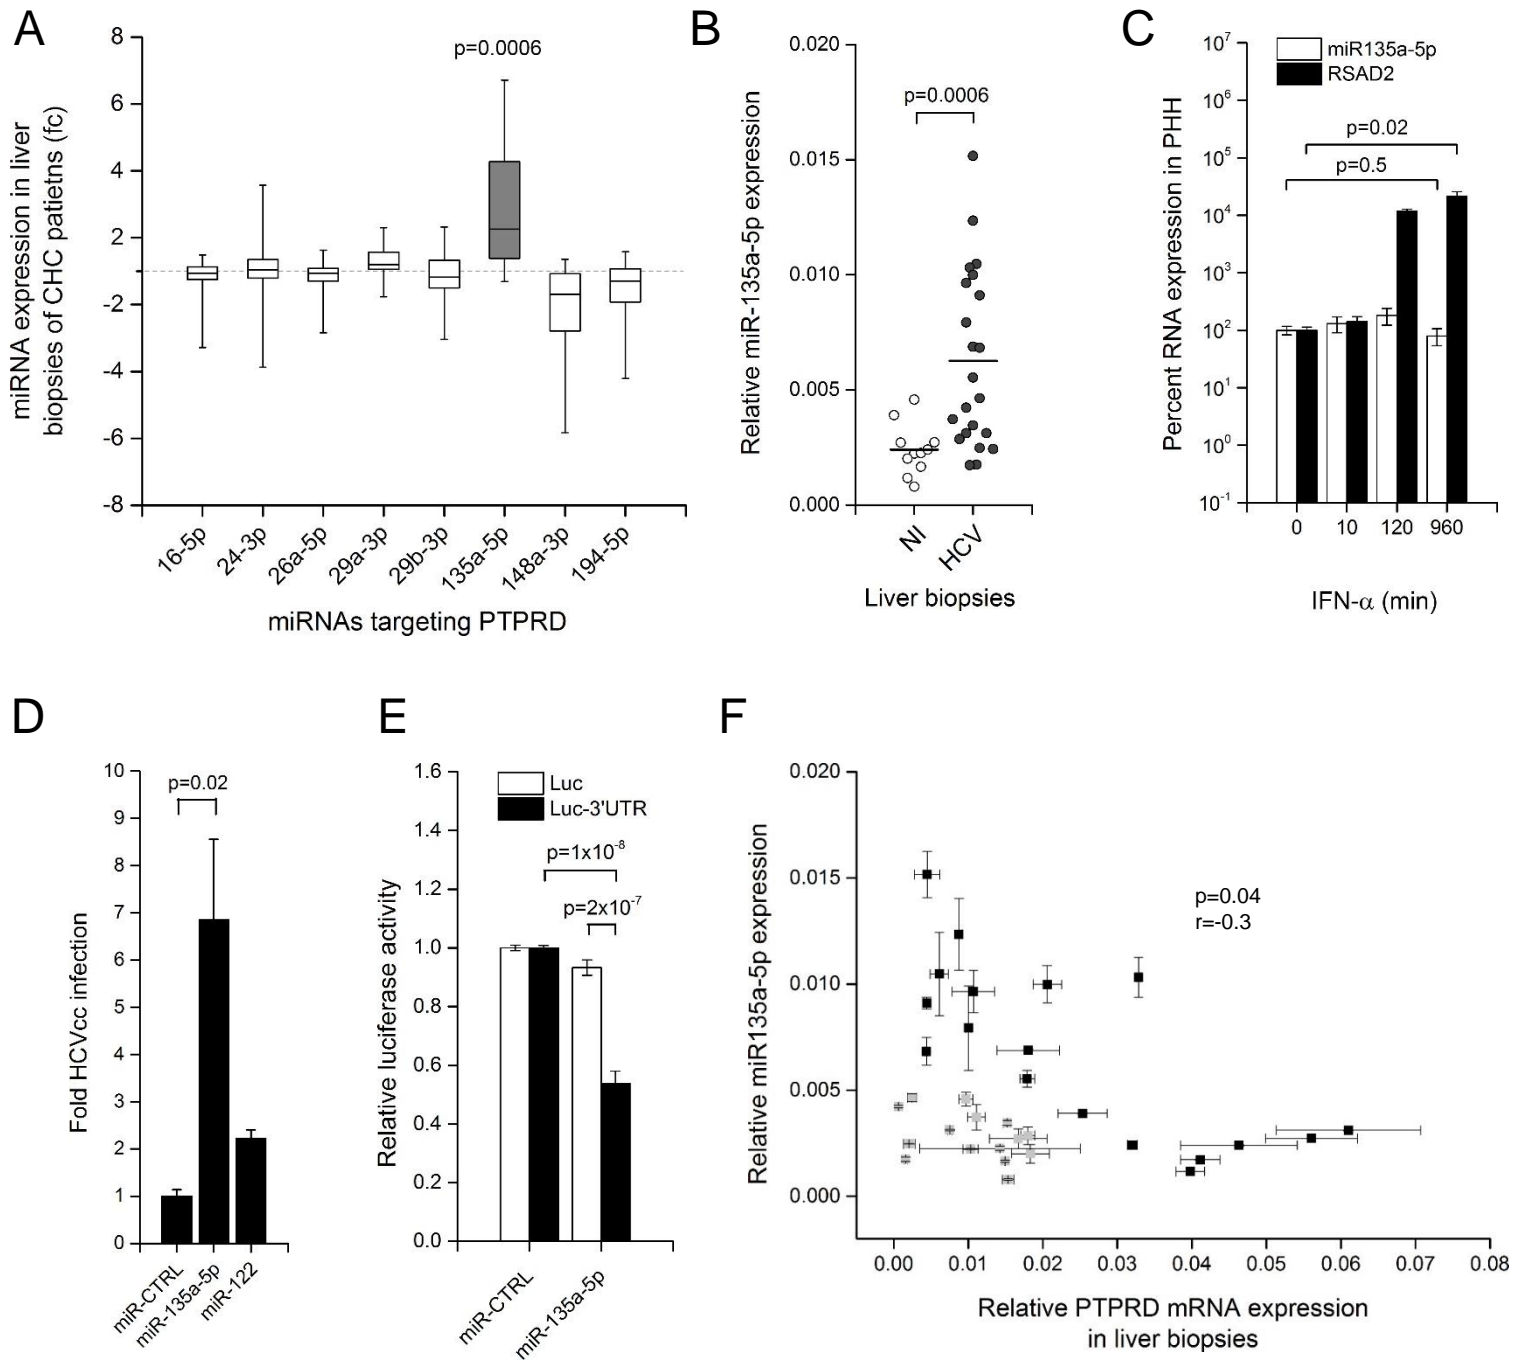 A
8
6
4
2
-2
-4
-6
-8
miRNA expression in liver
biopsies of CHC patietns (fc)
p=0.0006
16-5p
24-3p
26a-5p
29a-3p
29b-3p
135a-5p
148a-3p
194-5p
miRNAs targeting PTPRD
B
0.020
0.015
0.010
0.005
0.000
Relative miR-135a-5p expression
p=0.0006
NI
HCV
Liver biopsies
C
10^7
10^6
10^5
10^4
10^3
10^2
10^1
10^0
10^-1
Percent RNA expression in PHH
miR135a-5p
RSAD2
p=0.02
p=0.5
0
10
120
960
IFN-α (min)
D
10
9
8
7
6
5
4
3
2
1
0
Fold HCVcc infection
p=0.02
miR-CTRL
miR-135a-5p
miR-122
E
1.6
1.4
1.2
1.0
0.8
0.6
0.4
0.2
0.0
Relative luciferase activity
Luc
Luc-3'UTR
p=1x10^-8
p=2x10^-7
miR-CTRL
miR-135a-5p
F
0.020
0.015
0.010
0.005
0.000
Relative miR135a-5p expression
p=0.04
r=-0.3
0.00
0.01
0.02
0.03
0.04
0.05
0.06
0.07
0.08
Relative PTPRD mRNA expression
in liver biopsies